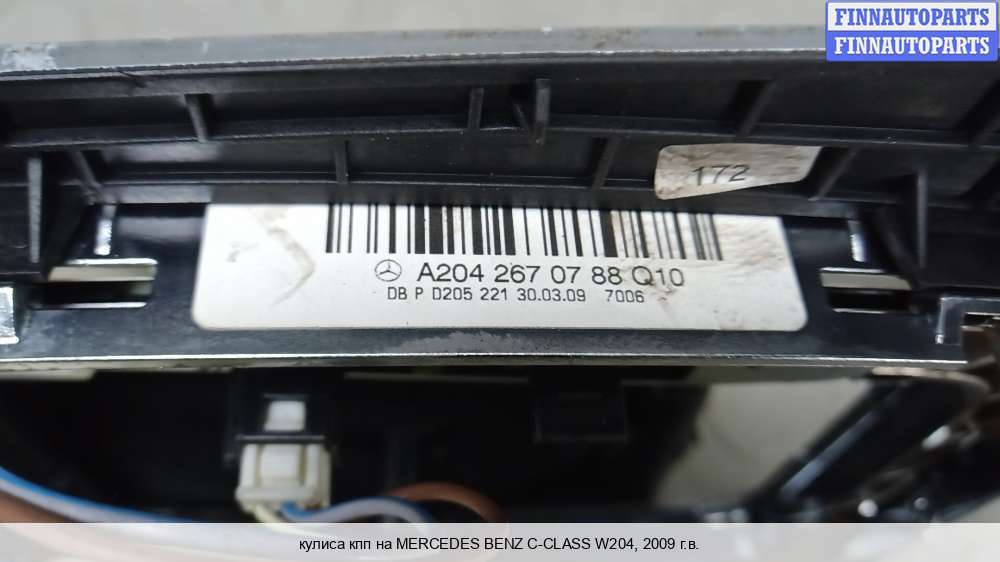 FINNAUTOPARTS
FINNAUTOPARTS
172
A204 267 07 88 Q10
DB P D205 221 30.03.09 7006
кулиса кпп на MERCEDES BENZ C-CLASS W204, 2009 г.в.